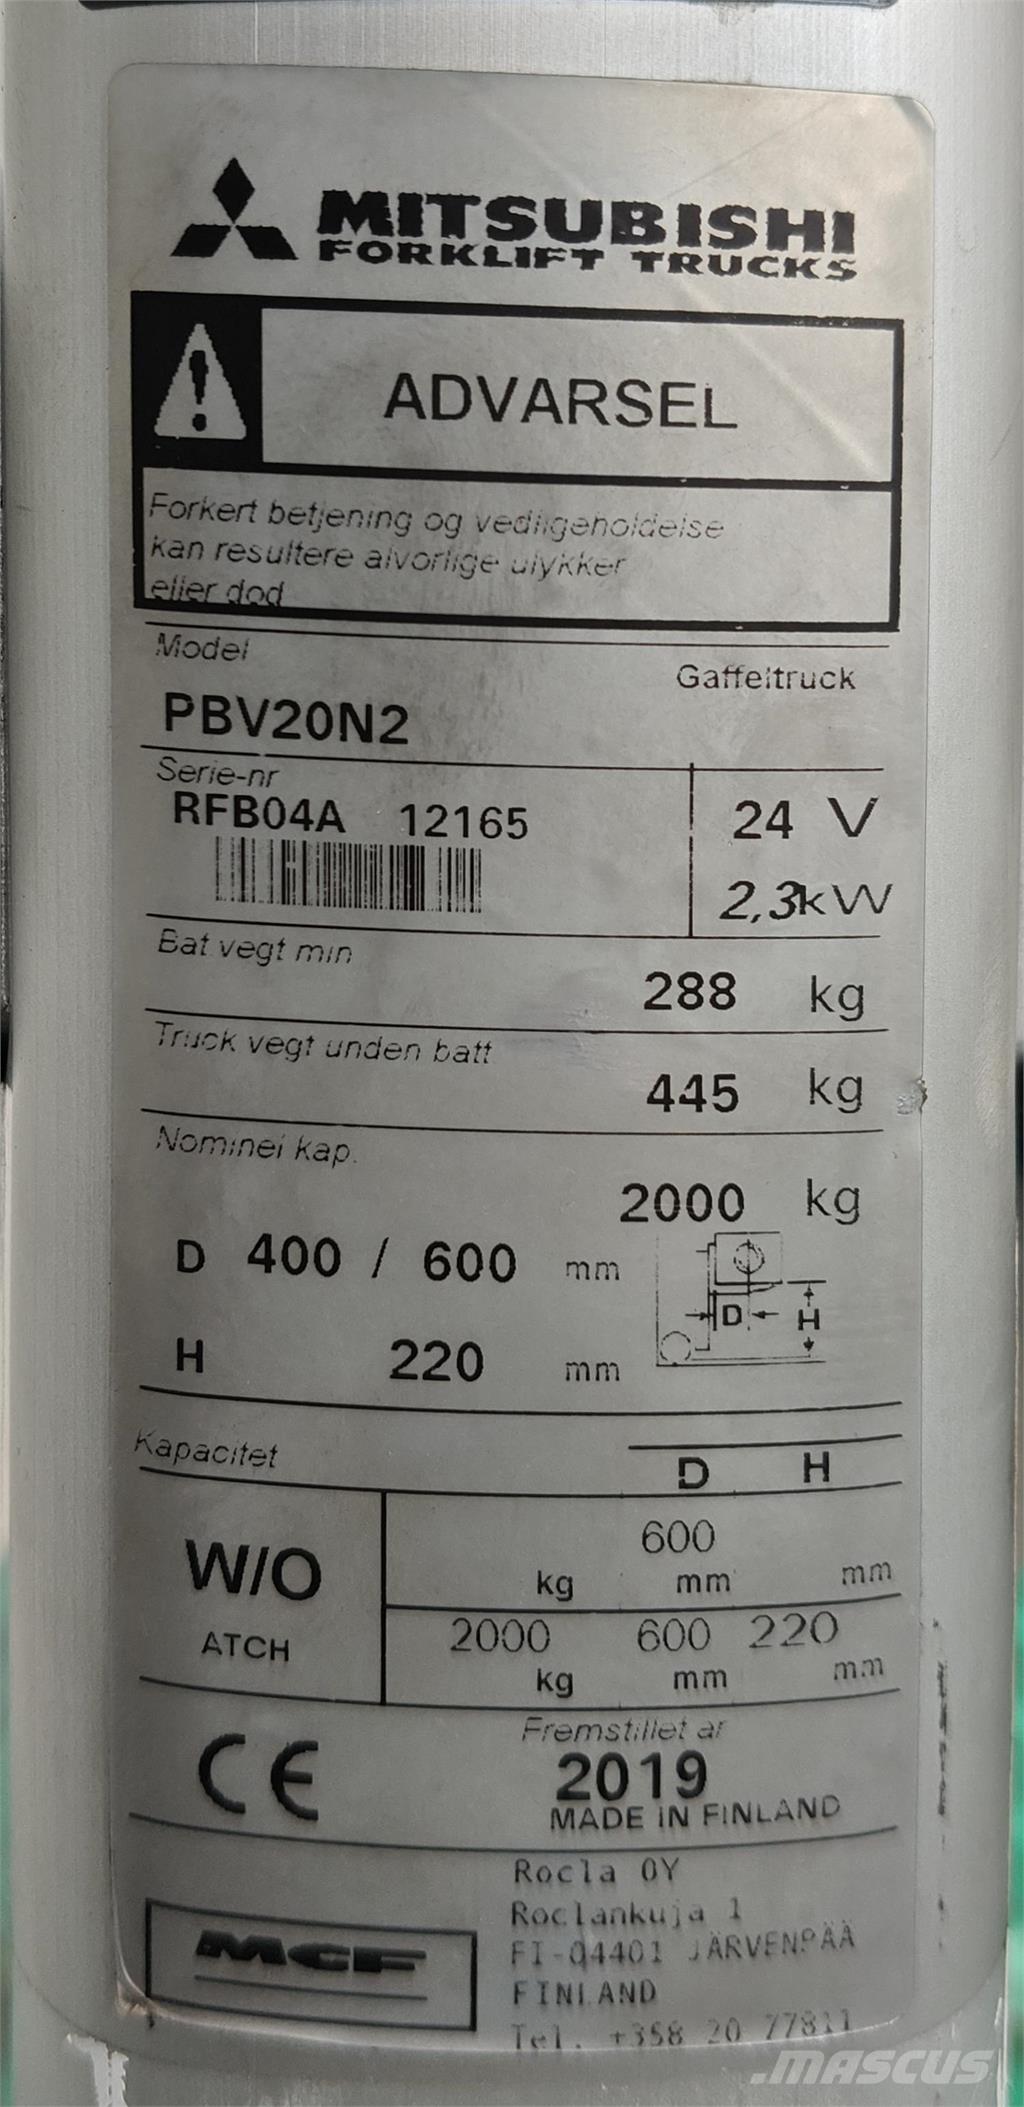 MITSUBISHI
FORKLIFT TRUCKS
ADVARSEL
Forkert betjening og vedligeholdelse
kan resultere alvorlige ulykker
eller dod
Model
Gaffeltruck
PBV20N2
Serie-nr
RFB04A 12165
24 V
2,3kW
Bat vegt min
288 kg
Truck vegt unden batt
445 kg
Nominel kap.
2000 kg
D 400 / 600 mm
D
H
H 220 mm
Kapacitet
D H
600
W/O
kg mm mm
2000 600 220
ATCH
kg mm mm
CE
Fremstillet ar
2019
MADE IN FINLAND
Rocla OY
Roclankuja 1
FI-04401 JÄRVENPÄÄ
FINLAND
Tel. +358 20 77811
MCF
MASCUS